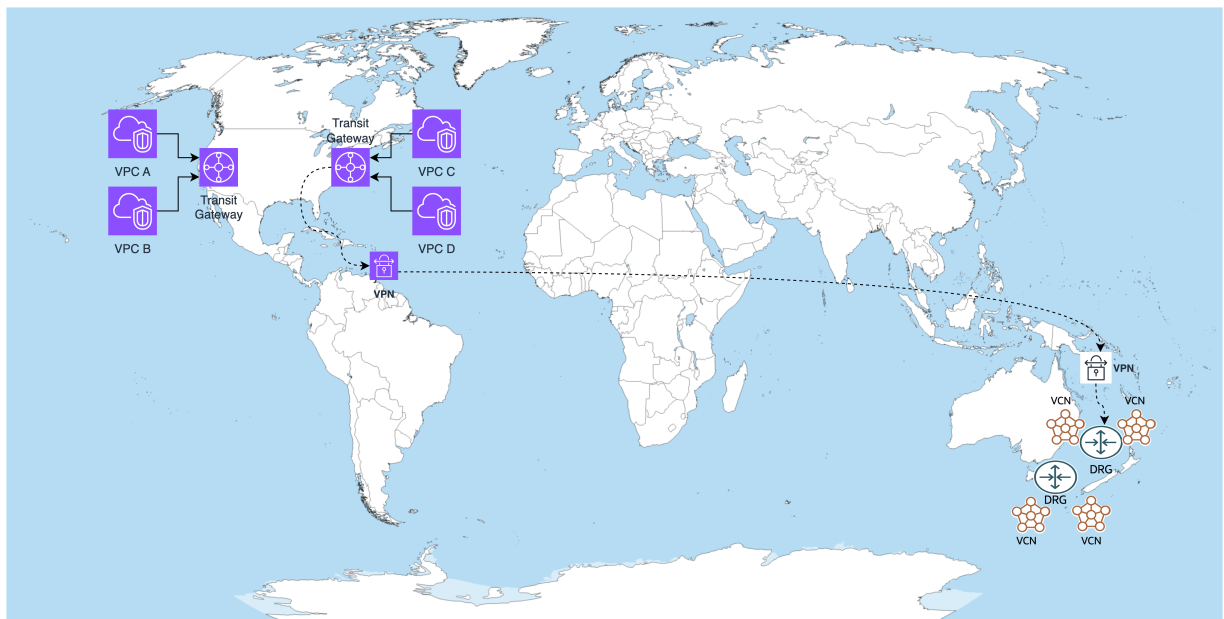 VPC A
VPC B
Transit
Gateway
Transit
Gateway
VPC C
VPC D
VPN
VPN
VCN
VCN
DRG
DRG
VCN
VCN